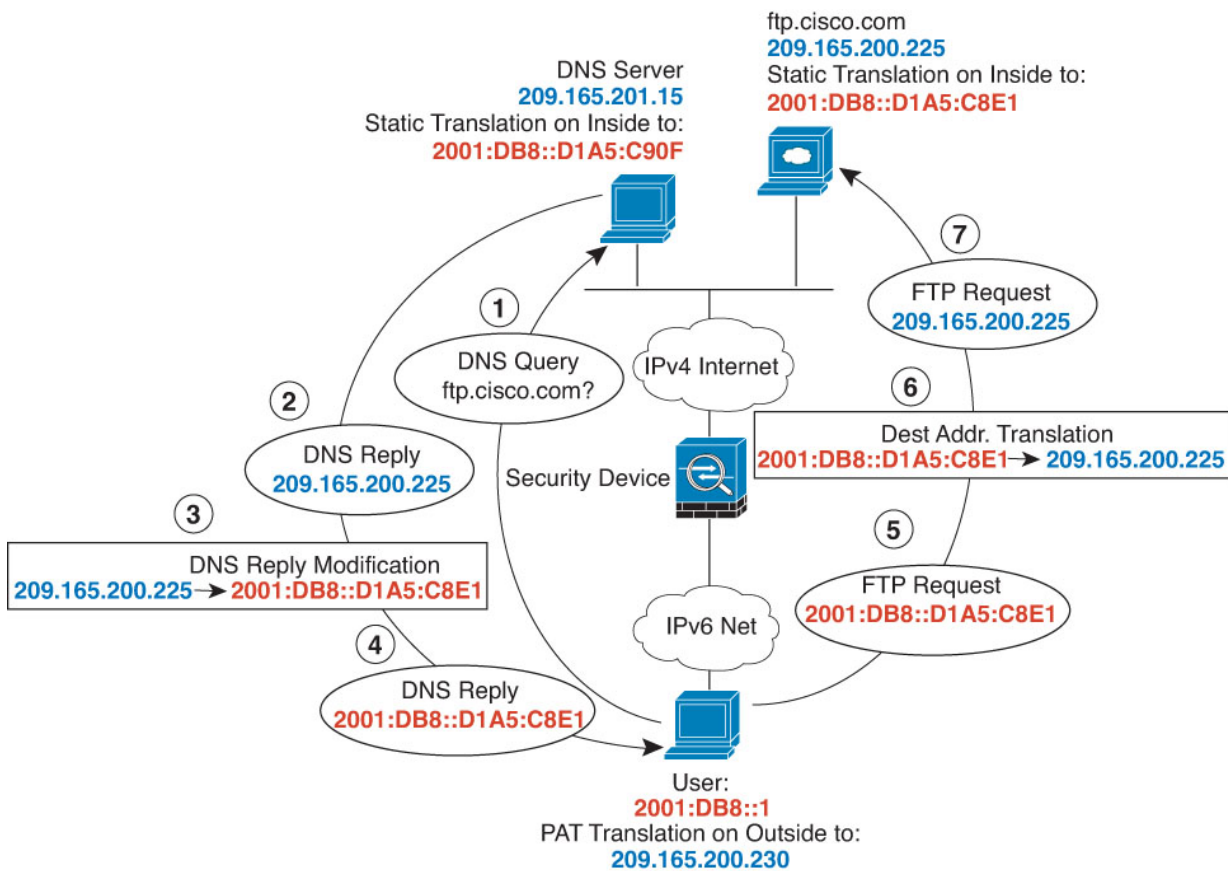 ftp.cisco.com
209.165.200.225
Static Translation on Inside to:
2001:DB8::D1A5:C8E1
DNS Server
209.165.201.15
Static Translation on Inside to:
2001:DB8::D1A5:C90F
7
FTP Request
209.165.200.225
1
DNS Query
ftp.cisco.com?
IPv4 Internet
2
DNS Reply
209.165.200.225
6
Dest Addr. Translation
2001:DB8::D1A5:C8E1 → 209.165.200.225
Security Device
3
DNS Reply Modification
209.165.200.225 → 2001:DB8::D1A5:C8E1
5
FTP Request
2001:DB8::D1A5:C8E1
IPv6 Net
4
DNS Reply
2001:DB8::D1A5:C8E1
User:
2001:DB8::1
PAT Translation on Outside to:
209.165.200.230